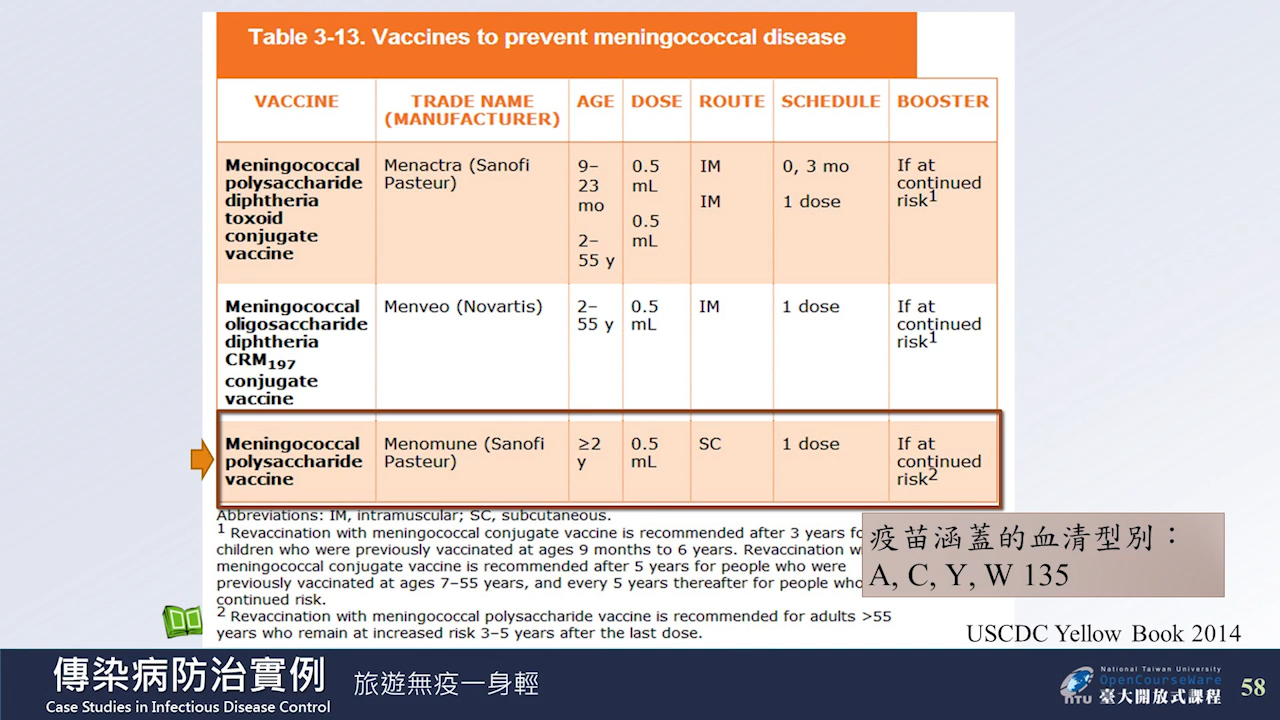 Table 3-13. Vaccines to prevent meningococcal disease
VACCINE
TRADE NAME
(MANUFACTURER)
AGE
DOSE
ROUTE
SCHEDULE
BOOSTER
Meningococcal
polysaccharide
diphtheria
toxoid
conjugate
vaccine
Menactra (Sanofi
Pasteur)
9–
23
mo
2–
55 y
0.5
mL
0.5
mL
IM
IM
0, 3 mo
1 dose
If at
continued
risk1
Meningococcal
oligosaccharide
diphtheria
CRM197
conjugate
vaccine
Menveo (Novartis)
2–
55 y
0.5
mL
IM
1 dose
If at
continued
risk1
Meningococcal
polysaccharide
vaccine
Menomune (Sanofi
Pasteur)
≥2
y
0.5
mL
SC
1 dose
If at
continued
risk2
Abbreviations: IM, intramuscular; SC, subcutaneous.
1 Revaccination with meningococcal conjugate vaccine is recommended after 3 years
children who were previously vaccinated at ages 9 months to 6 years. Revaccination
meningococcal conjugate vaccine is recommended after 5 years for people who were
previously vaccinated at ages 7–55 years, and every 5 years thereafter for people who
continued risk.
2 Revaccination with meningococcal polysaccharide vaccine is recommended for adults >55
years who remain at increased risk 3–5 years after the last dose.
疫苗涵蓋的血清型別：
A, C, Y, W 135
USCDC Yellow Book 2014
傳染病防治實例
Case Studies in Infectious Disease Control
旅遊無疫一身輕
National Taiwan University
OpenCourseWare
NTU 臺大開放式課程
58